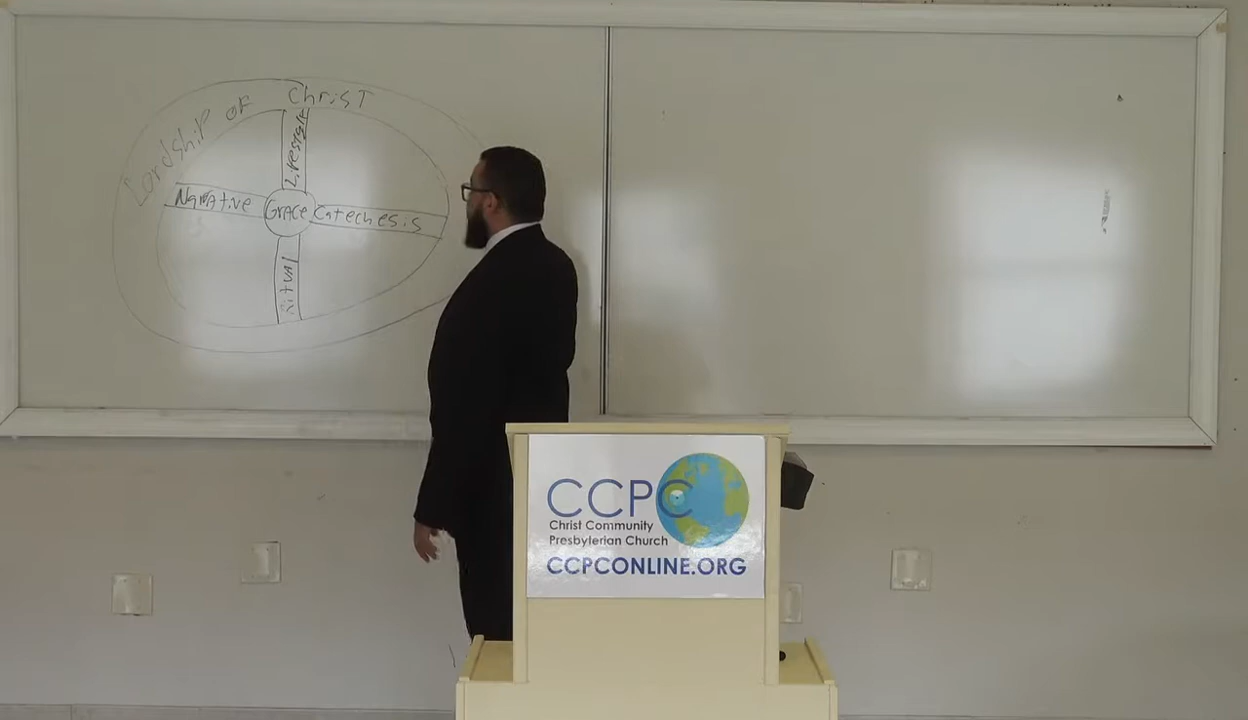 Lordship of Christ
Lifestyle
Narrative
Grace
Catechesis
Ritual
CCPC
Christ Community
Presbyterian Church
CCPCONLINE.ORG